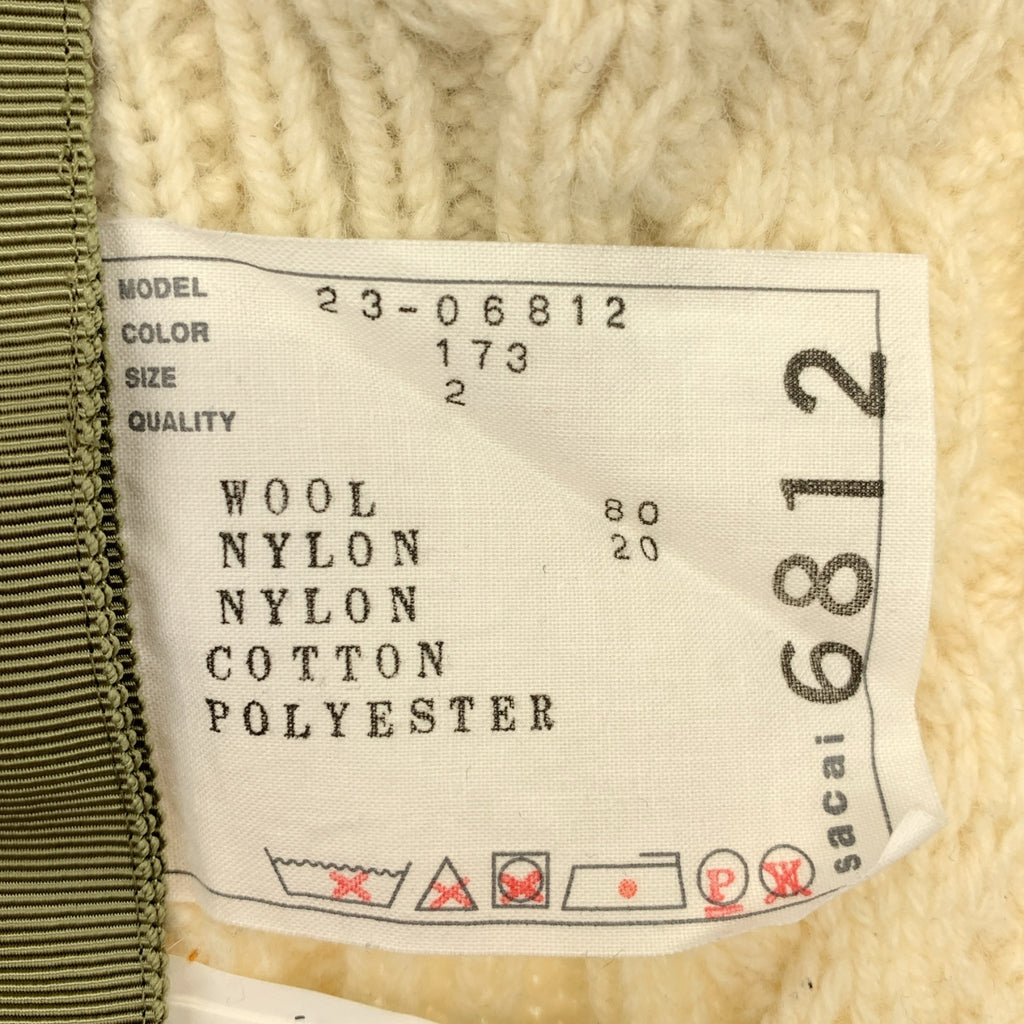 MODEL 23-06812
COLOR 173
SIZE 2
QUALITY
WOOL 80
NYLON 20
NYLON
COTTON
POLYESTER
P W
sacai 6812